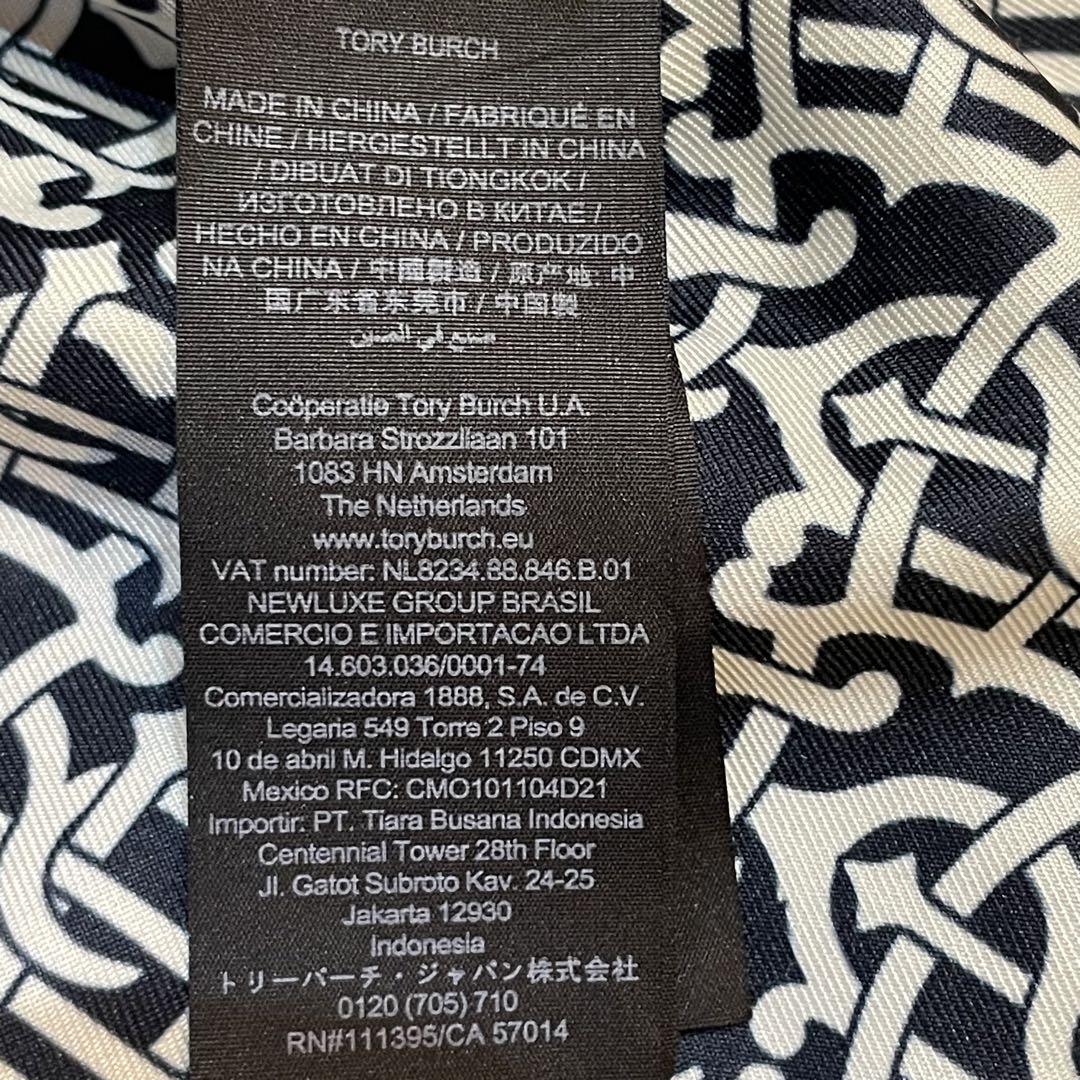 TORY BURCH
MADE IN CHINA / FABRIQUÉ EN
CHINE / HERGESTELLT IN CHINA
/ DIBUAT DI TIONGKOK /
ИЗГОТОВЛЕНО В КИТАЕ /
HECHO EN CHINA / PRODUZIDO
NA CHINA / 中國製造 / 原产地: 中
国广东省东莞市 / 中国製
صنع في الصين
Coöperatie Tory Burch U.A.
Barbara Strozzilaan 101
1083 HN Amsterdam
The Netherlands
www.toryburch.eu
VAT number: NL8234.88.846.B.01
NEWLUXE GROUP BRASIL
COMERCIO E IMPORTACAO LTDA
14.603.036/0001-74
Comercializadora 1888, S.A. de C.V.
Legaria 549 Torre 2 Piso 9
10 de abril M. Hidalgo 11250 CDMX
Mexico RFC: CMO101104D21
Importir: PT. Tiara Busana Indonesia
Centennial Tower 28th Floor
Jl. Gatot Subroto Kav. 24-25
Jakarta 12930
Indonesia
トリーバーチ・ジャパン株式会社
0120 (705) 710
RN#111395/CA 57014